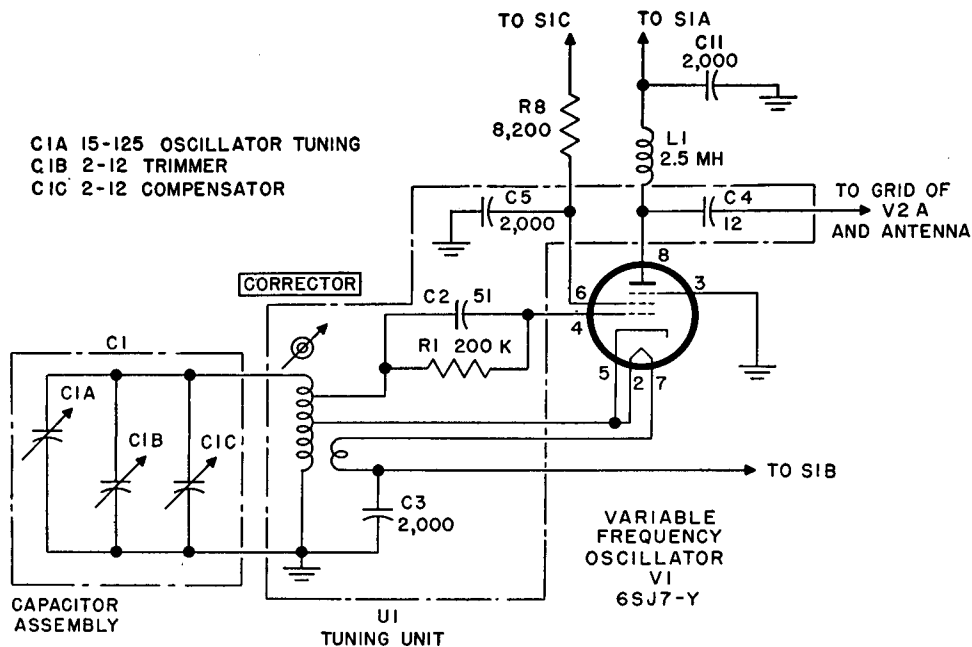 TO S1C
TO S1A
C11
2,000
R8
8,200
L1
2.5 MH
C1A 15-125 OSCILLATOR TUNING
C1B 2-12 TRIMMER
C1C 2-12 COMPENSATOR
C5
2,000
C4
12
TO GRID OF
V2A
AND ANTENNA
8
3
6
4
5
2
7
CORRECTOR
C2
51
R1 200 K
C1
C1A
C1B
C1C
TO S1B
C3
2,000
VARIABLE
FREQUENCY
OSCILLATOR
V1
6SJ7-Y
CAPACITOR
ASSEMBLY
U1
TUNING UNIT